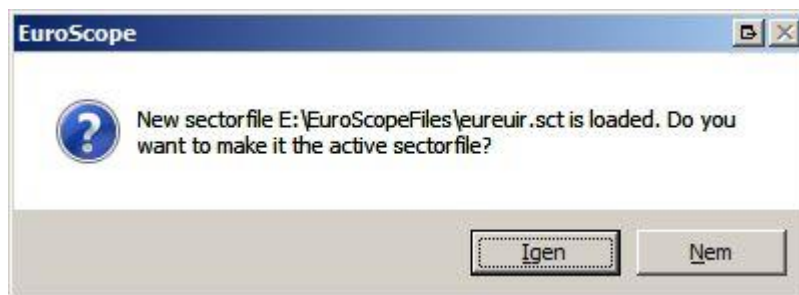 EuroScope
New sectorfile E:\EuroScopeFiles\eureuir.sct is loaded. Do you
want to make it the active sectorfile?
Igen
Nem